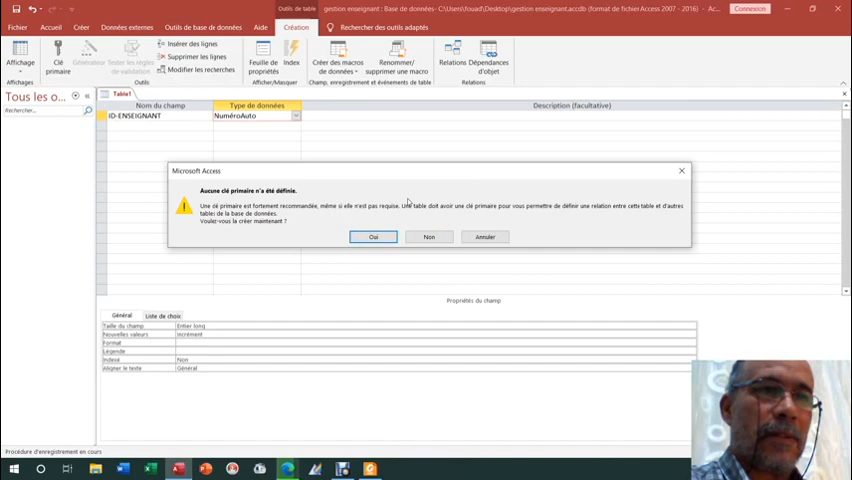 Outils de table
gestion enseignant : Base de données- C:\Users\fouad\Desktop\gestion enseignant.accdb (format de fichier Access 2007 - 2016) - Ac...
Connexion
Fichier
Accueil
Créer
Données externes
Outils de base de données
Aide
Création
Rechercher des outils adaptés
Affichage
Clé primaire
Générateur
Tester les règles de validation
Insérer des lignes
Supprimer les lignes
Modifier les recherches
Feuille de propriétés
Index
Créer des macros de données
Renommer/ supprimer une macro
Relations
Dépendances d'objet
Affichages
Outils
Afficher/Masquer
Champ, enregistrement et événements de table
Relations
Tous les o...
Rechercher...
Table1
Nom du champ
Type de données
Description (facultative)
ID-ENSEIGNANT
NuméroAuto
Microsoft Access
Aucune clé primaire n'a été définie.
Une clé primaire est fortement recommandée, même si elle n'est pas requise. Une table doit avoir une clé primaire pour vous permettre de définir une relation entre cette table et d'autres
tables de la base de données.
Voulez-vous la créer maintenant ?
Oui
Non
Annuler
Propriétés du champ
Général
Liste de choix
Taille du champ
Entier long
Nouvelles valeurs
Incrément
Format
Légende
Indexé
Non
Aligner le texte
Général
Procédure d'enregistrement en cours